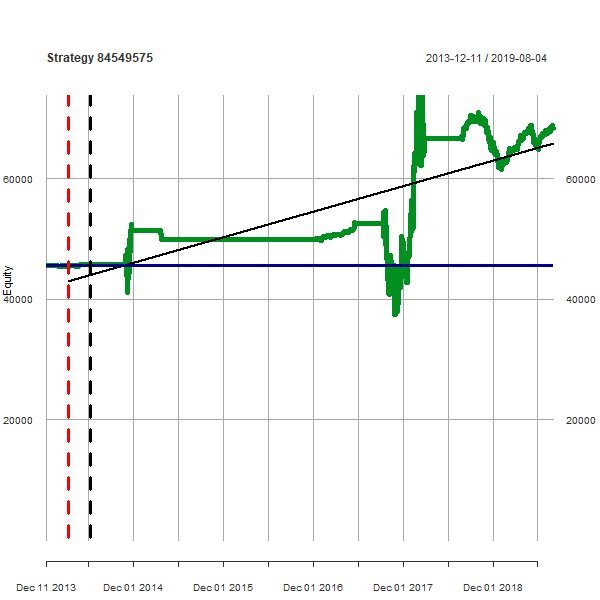 Strategy 84549575
2013-12-11 / 2019-08-04
Equity
60000
60000
40000
40000
20000
20000
Dec 11 2013
Dec 01 2014
Dec 01 2015
Dec 01 2016
Dec 01 2017
Dec 01 2018